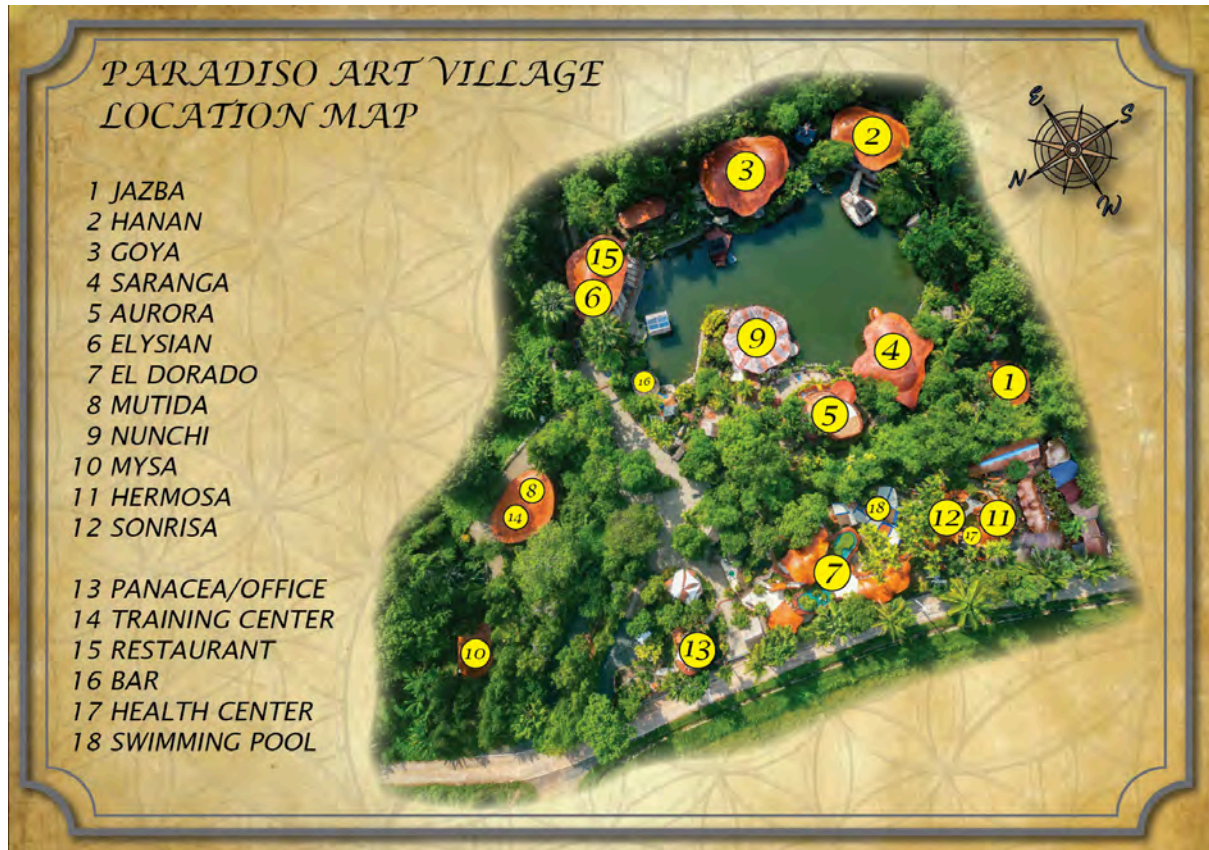 PARADISO ART VILLAGE
LOCATION MAP
1 JAZBA
2 HANAN
3 GOYA
4 SARANGA
5 AURORA
6 ELYSIAN
7 EL DORADO
8 MUTIDA
9 NUNCHI
10 MYSA
11 HERMOSA
12 SONRISA
13 PANACEA/OFFICE
14 TRAINING CENTER
15 RESTAURANT
16 BAR
17 HEALTH CENTER
18 SWIMMING POOL
E
S
N
W
2
3
15
6
9
4
16
1
5
8
14
18
12
11
17
7
13
10